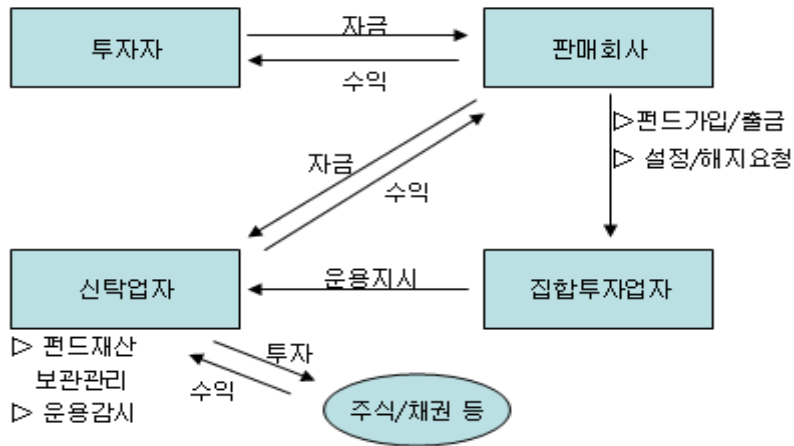 자금
투자자
판매회사
수익
▷펀드가입/출금
▷ 설정/해지요청
자금
수익
신탁업자
운용지시
집합투자업자
▷ 펀드재산
보관관리
▷ 운용감시
투자
수익
주식/채권 등